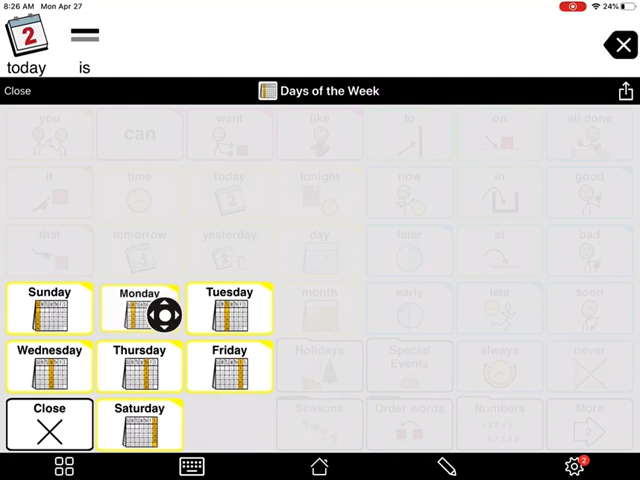 8:26 AM Mon Apr 27
24%
2
today is
Close
Days of the Week
you can want like to on all done
it time today tonight now in good
that tomorrow yesterday day later at bad
Sunday Monday Tuesday month early late soon
Wednesday Thursday Friday Holidays Special Events always never
Close Saturday Seasons Order words Numbers More
2